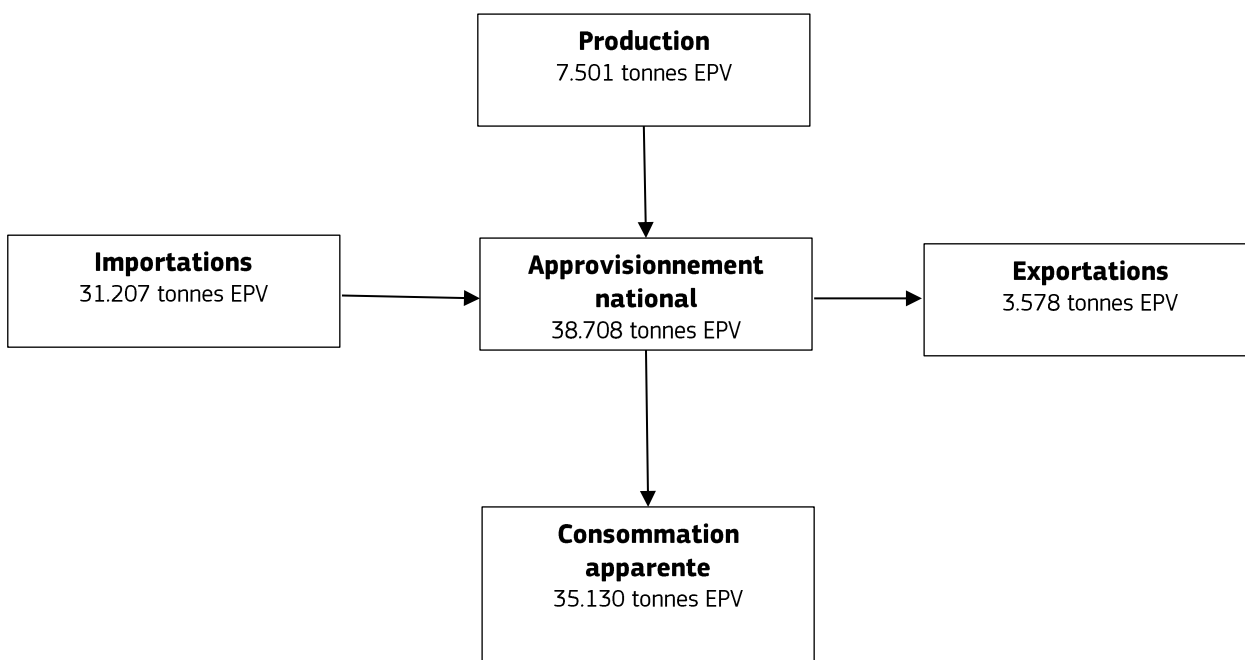 Production
7.501 tonnes EPV
Importations
31.207 tonnes EPV
Approvisionnement
national
38.708 tonnes EPV
Exportations
3.578 tonnes EPV
Consommation
apparente
35.130 tonnes EPV